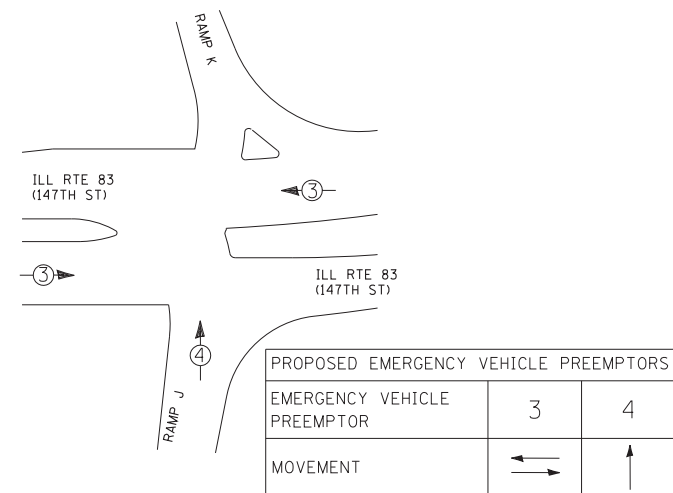 RAMP K
ILL RTE 83
(147TH ST)
3
3
ILL RTE 83
(147TH ST)
4
RAMP J
PROPOSED EMERGENCY VEHICLE PREEMPTORS
EMERGENCY VEHICLE
PREEMPTOR
3
4
MOVEMENT